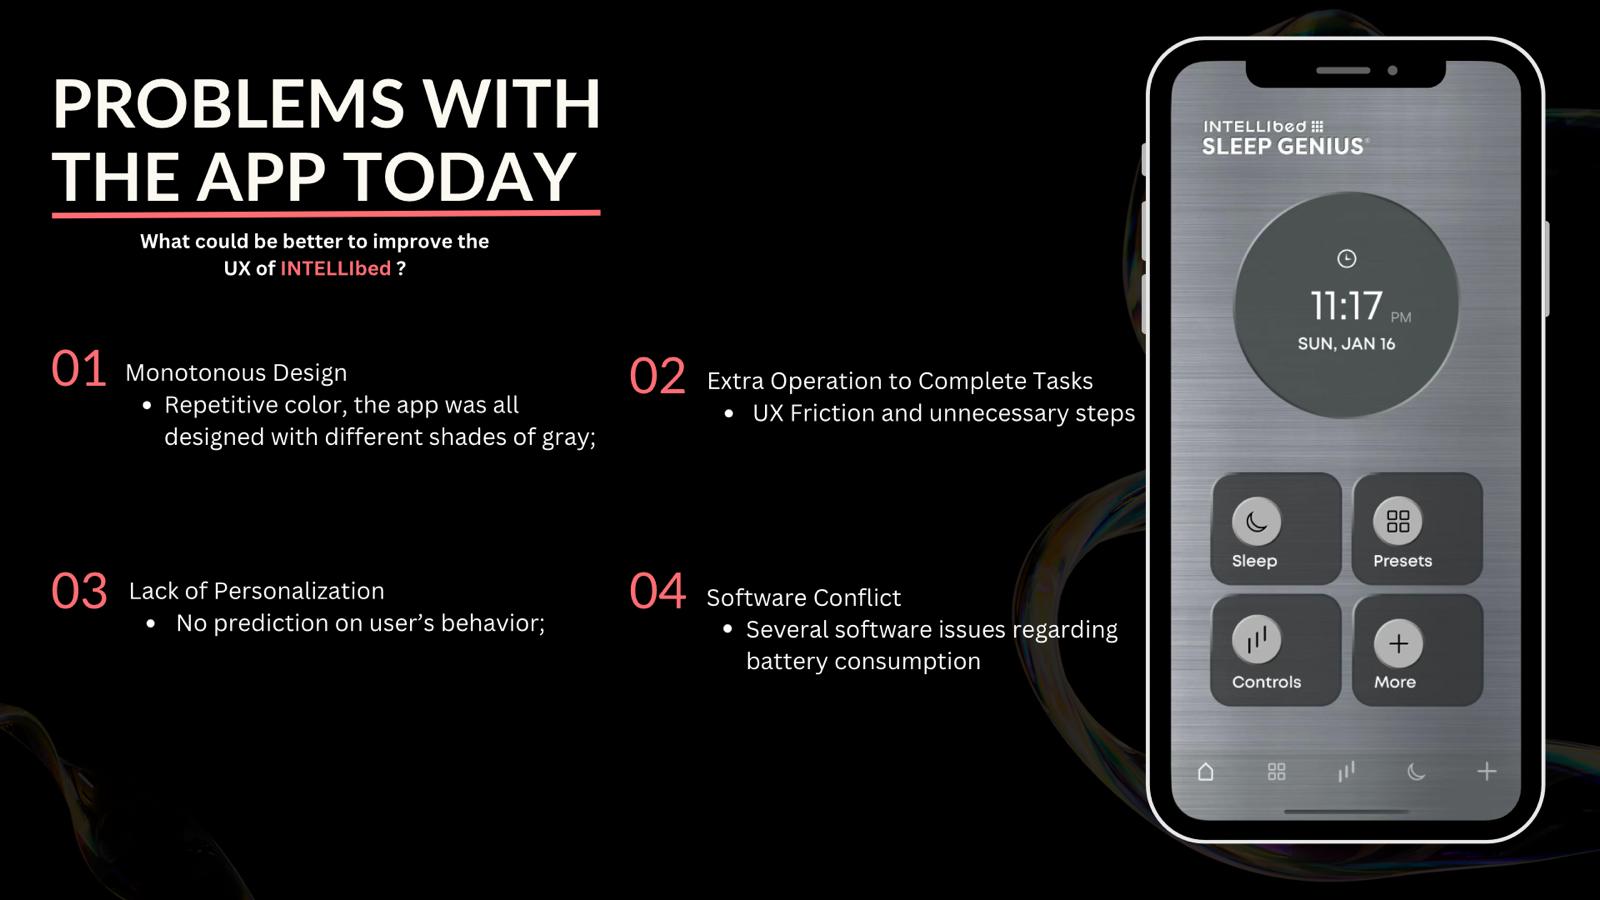 PROBLEMS WITH
THE APP TODAY
What could be better to improve the
UX of INTELLIbed ?
01
Monotonous Design
• Repetitive color, the app was all
designed with different shades of gray;
02
Extra Operation to Complete Tasks
• UX Friction and unnecessary steps
03
Lack of Personalization
• No prediction on user’s behavior;
04
Software Conflict
• Several software issues regarding
battery consumption
INTELLIbed
SLEEP GENIUS®
11:17 PM
SUN, JAN 16
Sleep
Presets
Controls
More